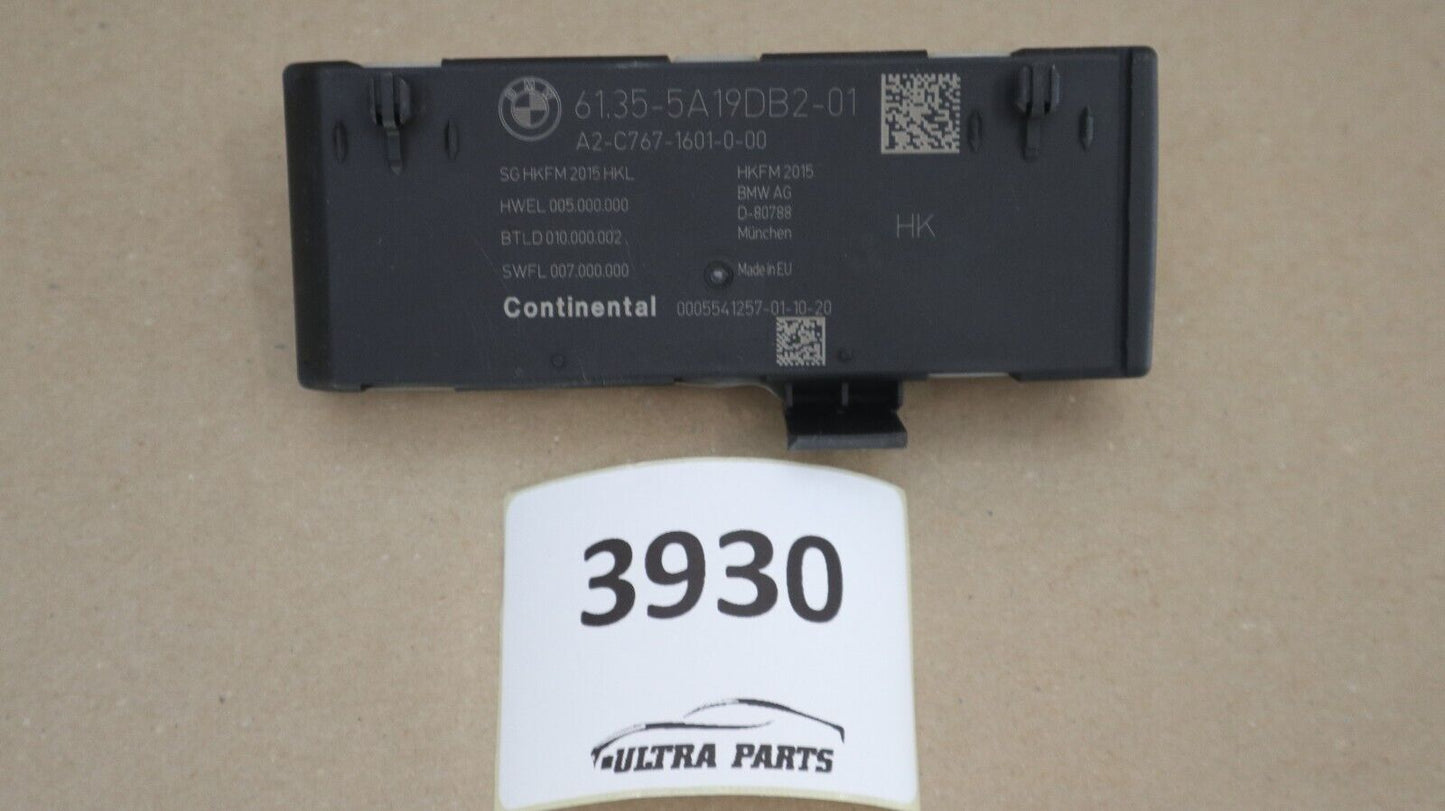 BMW
61.35-5A19DB2-01
A2-C767-1601-0-00
SG HKFM 2015 HKL
HWEL 005.000.000
BTLD 010.000.002
SWFL 007.000.000
HKFM 2015
BMW AG
D-80788
München
Made in EU
HK
Continental 0005541257-01-10-20
3930
ULTRA PARTS